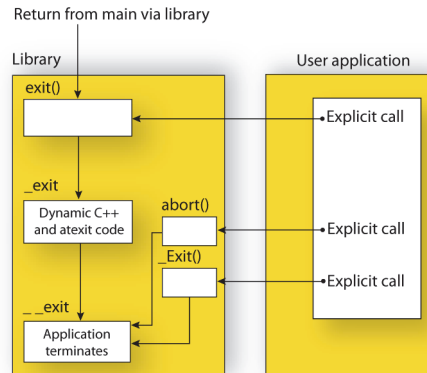 Return from main via library
Library
User application
exit()
Explicit call
_exit
Dynamic C++
and atexit code
abort()
Explicit call
_Exit()
Explicit call
_ _exit
Application
terminates